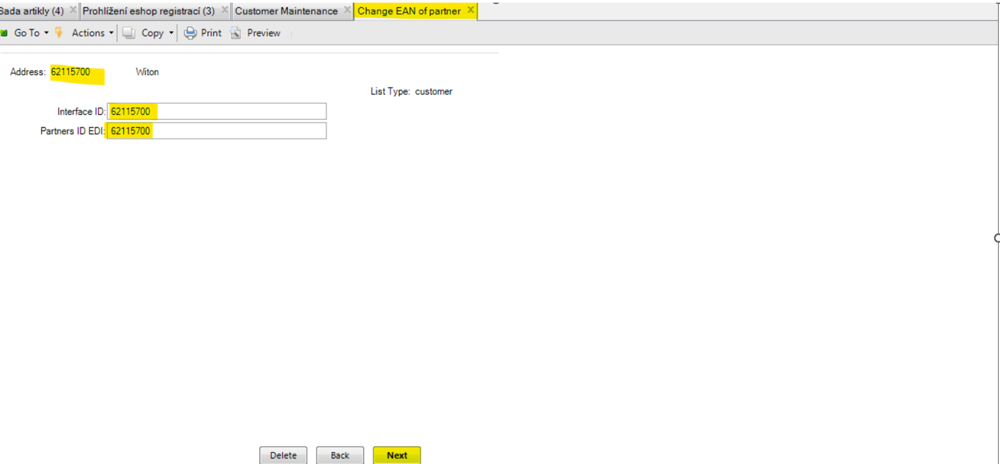 Sada artikly (4) Prohlížení eshop registrací (3) Customer Maintenance Change EAN of partner
Go To Actions Copy Print Preview
Address: 62115700 Witon
List Type: customer
Interface ID: 62115700
Partners ID EDI: 62115700
Delete Back Next